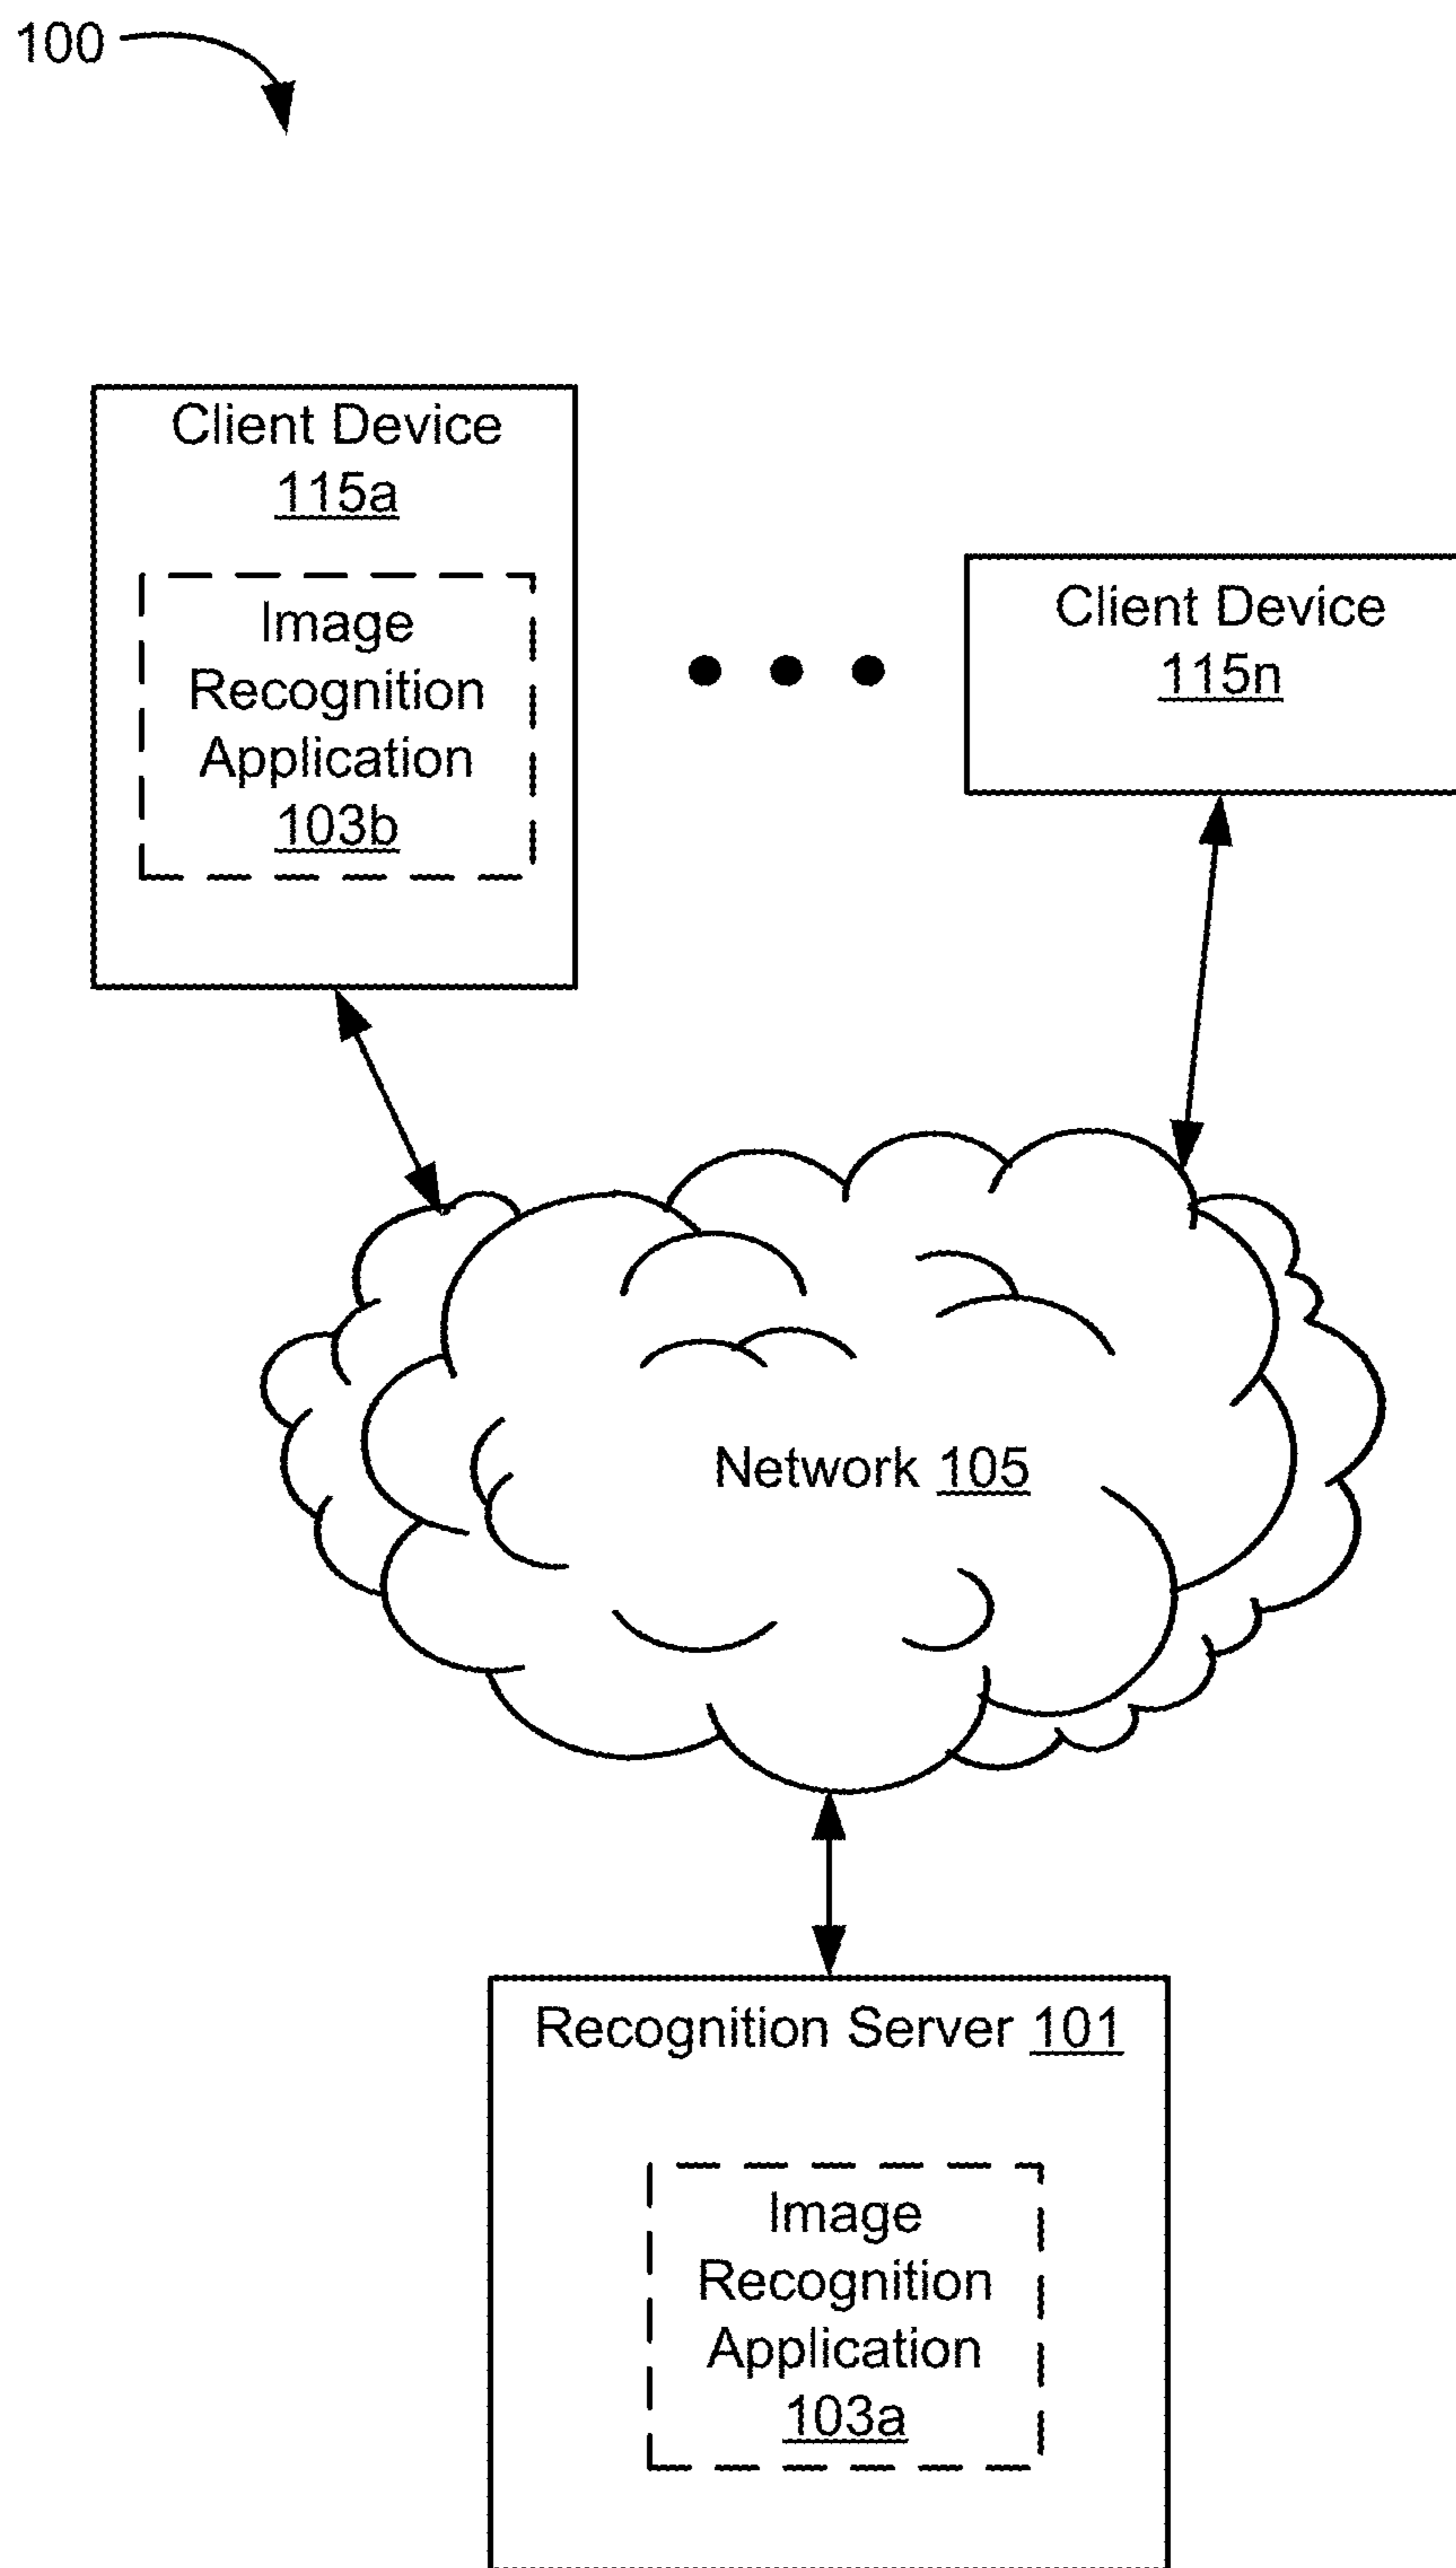 100
Client Device
115a
Image
Recognition
Application
103b
Client Device
115n
Network 105
Recognition Server 101
Image
Recognition
Application
103a